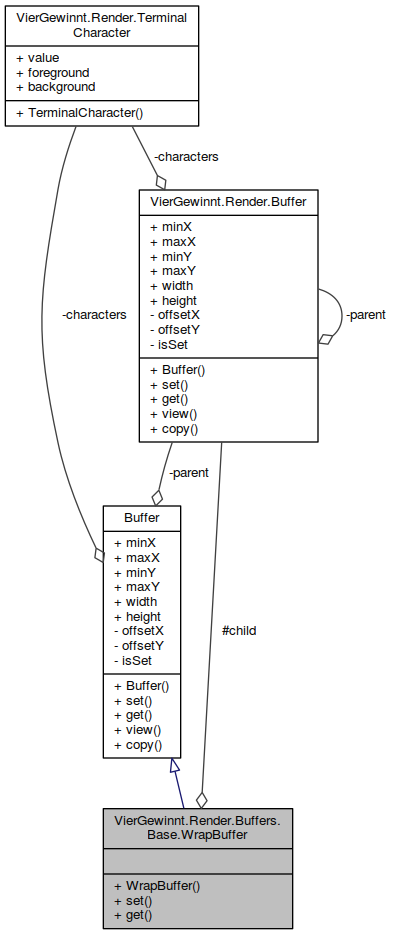 VierGewinnt.Render.Terminal
Character
+ value
+ foreground
+ background
+ TerminalCharacter()
-characters
VierGewinnt.Render.Buffer
+ minX
+ maxX
+ minY
+ maxY
+ width
+ height
- offsetX
- offsetY
- isSet
+ Buffer()
+ set()
+ get()
+ view()
+ copy()
-parent
-characters
-parent
Buffer
+ minX
+ maxX
+ minY
+ maxY
+ width
+ height
- offsetX
- offsetY
- isSet
+ Buffer()
+ set()
+ get()
+ view()
+ copy()
#child
VierGewinnt.Render.Buffers.
Base.WrapBuffer
+ WrapBuffer()
+ set()
+ get()